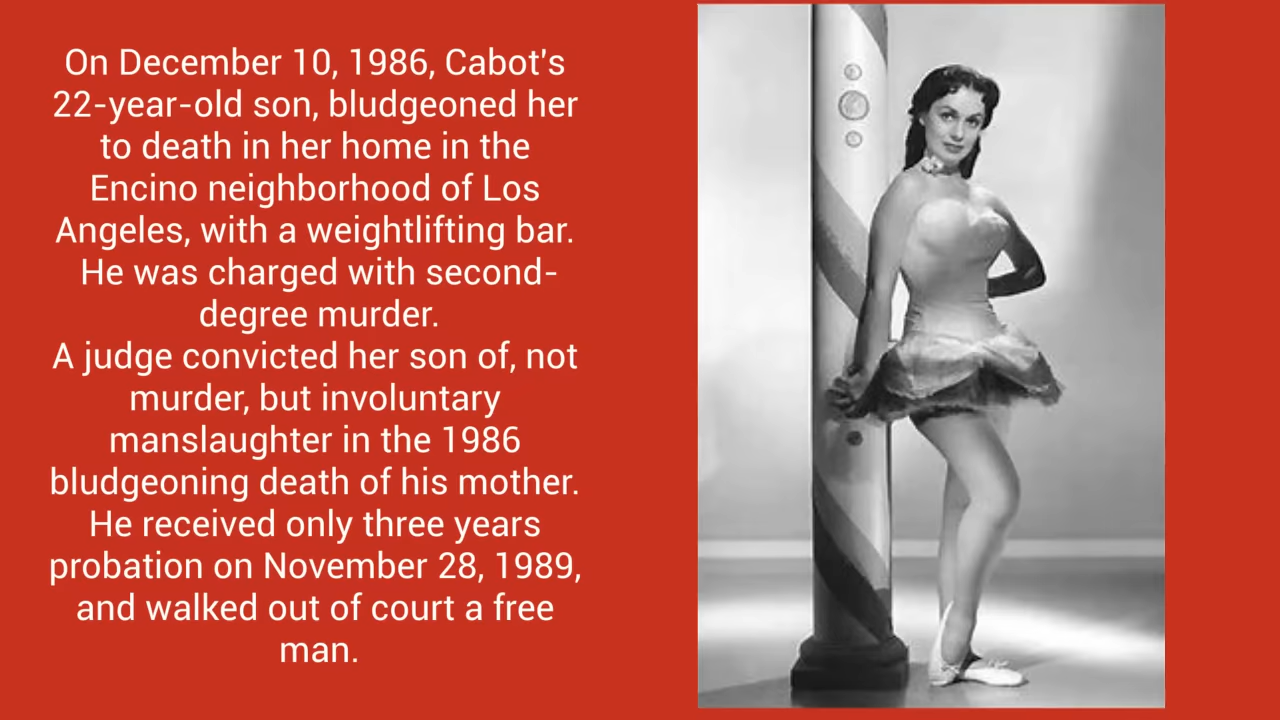 On December 10, 1986, Cabot's
22-year-old son, bludgeoned her
to death in her home in the
Encino neighborhood of Los
Angeles, with a weightlifting bar.
He was charged with second-
degree murder.
A judge convicted her son of, not
murder, but involuntary
manslaughter in the 1986
bludgeoning death of his mother.
He received only three years
probation on November 28, 1989,
and walked out of court a free
man.